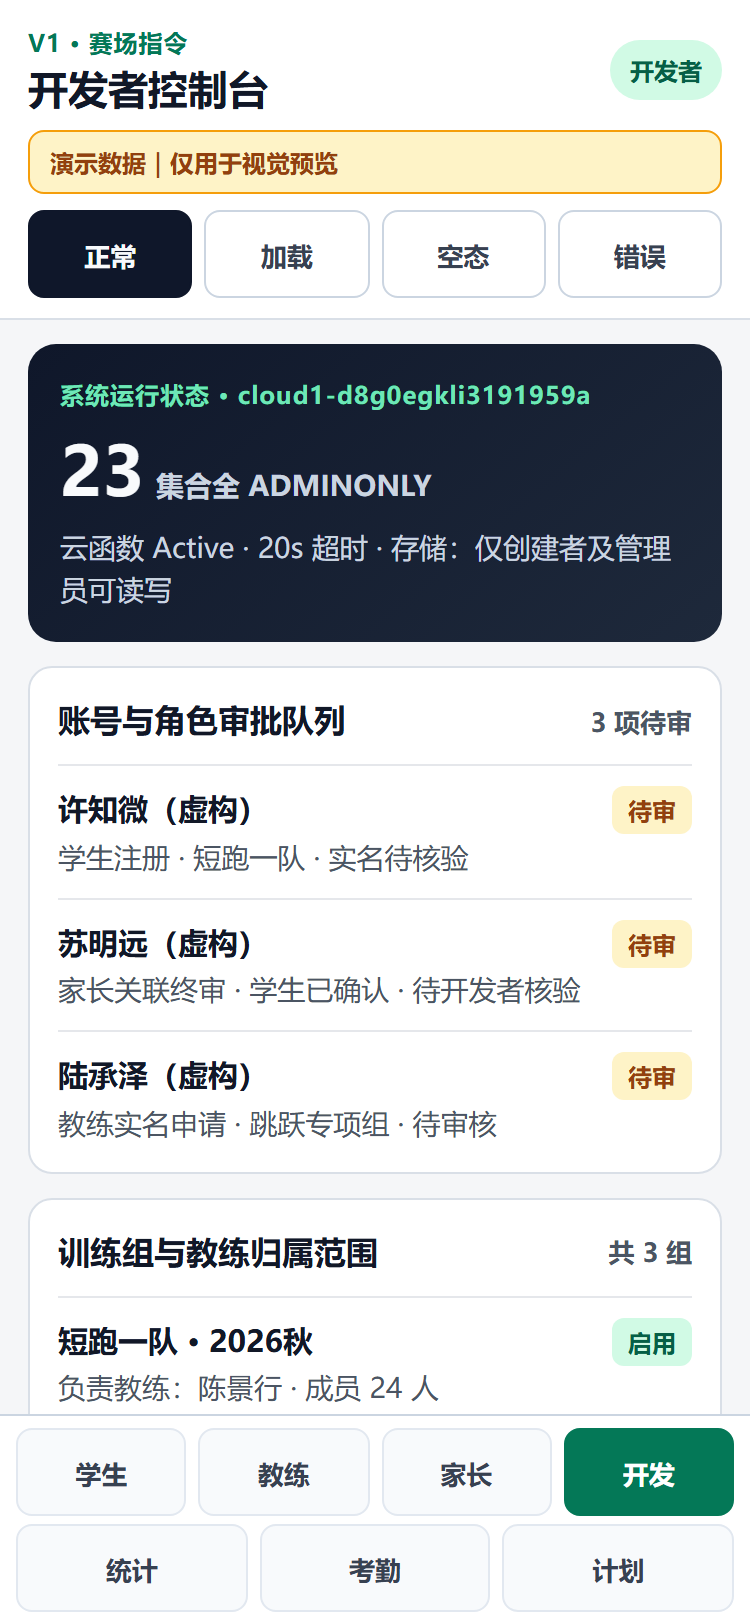 V1 • 赛场指令
开发者控制台
开发者
演示数据 | 仅用于视觉预览
正常
加载
空态
错误
系统运行状态 • cloud1-d8g0egkli3191959a
23 集合全 ADMINONLY
云函数 Active · 20s 超时 · 存储：仅创建者及管理
员可读写
账号与角色审批队列
3 项待审
许知微（虚构）
待审
学生注册 · 短跑一队 · 实名待核验
苏明远（虚构）
待审
家长关联终审 · 学生已确认 · 待开发者核验
陆承泽（虚构）
待审
教练实名申请 · 跳跃专项组 · 待审核
训练组与教练归属范围
共 3 组
短跑一队 • 2026秋
启用
负责教练：陈景行 · 成员 24 人
学生
教练
家长
开发
统计
考勤
计划